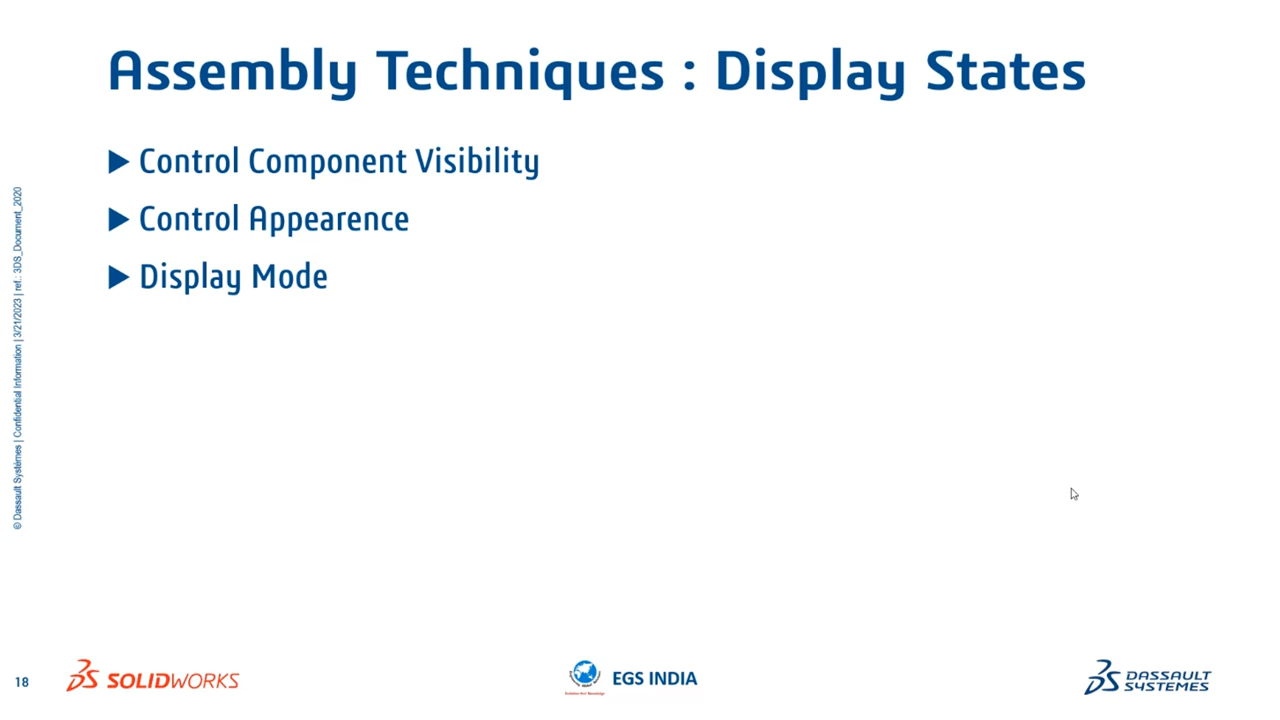 Assembly Techniques : Display States
▶ Control Component Visibility
▶ Control Appearence
▶ Display Mode
© Dassault Systèmes | Confidential Information | 3/21/2023 | ref.: 3DS_Document_2020
18
SOLIDWORKS
EGS INDIA
DASSAULT
SYSTEMES